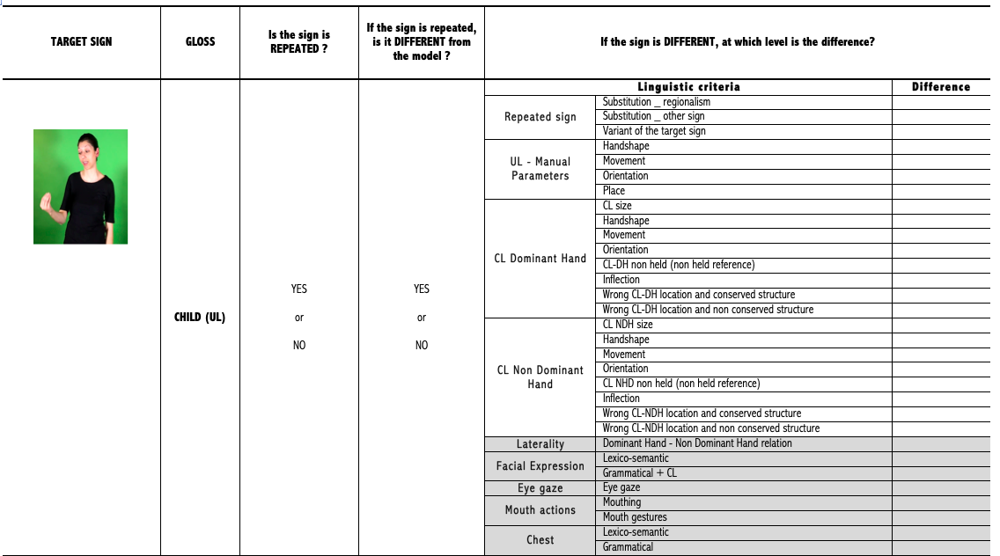 TARGET SIGN
GLOSS
Is the sign is
REPEATED ?
If the sign is repeated,
is it DIFFERENT from
the model ?
If the sign is DIFFERENT, at which level is the difference?
CHILD (UL)
YES
or
NO
YES
or
NO
Linguistic criteria
Difference
Repeated sign
Substitution _ regionalism
Substitution _ other sign
Variant of the target sign
UL - Manual
Parameters
Handshape
Movement
Orientation
Place
CL Dominant Hand
CL size
Handshape
Movement
Orientation
CL-DH non held (non held reference)
Inflection
Wrong CL-DH location and conserved structure
Wrong CL-DH location and non conserved structure
CL Non Dominant
Hand
CL NDH size
Handshape
Movement
Orientation
CL NHD non held (non held reference)
Inflection
Wrong CL-NDH location and conserved structure
Wrong CL-NDH location and non conserved structure
Laterality
Dominant Hand - Non Dominant Hand relation
Facial Expression
Lexico-semantic
Grammatical + CL
Eye gaze
Eye gaze
Mouth actions
Mouthing
Mouth gestures
Chest
Lexico-semantic
Grammatical